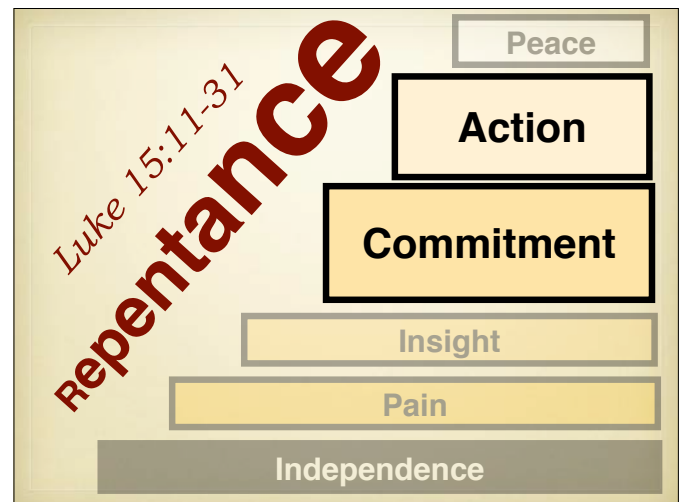 Luke 15:11-31
Repentance
Peace
Action
Commitment
Insight
Pain
Independence